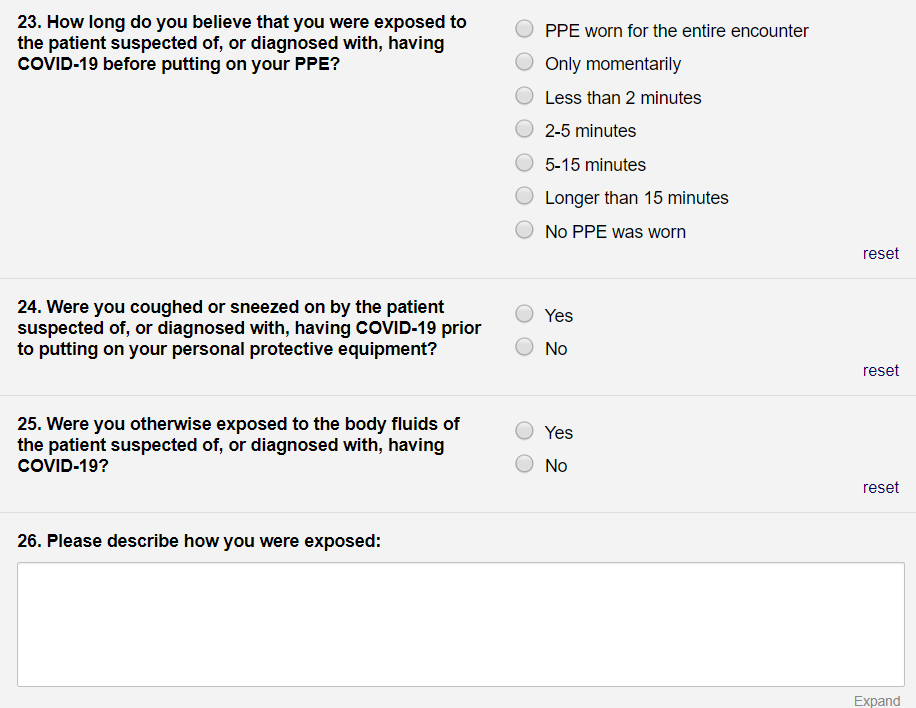 23. How long do you believe that you were exposed to
the patient suspected of, or diagnosed with, having
COVID-19 before putting on your PPE?
PPE worn for the entire encounter
Only momentarily
Less than 2 minutes
2-5 minutes
5-15 minutes
Longer than 15 minutes
No PPE was worn
reset
24. Were you coughed or sneezed on by the patient
suspected of, or diagnosed with, having COVID-19 prior
to putting on your personal protective equipment?
Yes
No
reset
25. Were you otherwise exposed to the body fluids of
the patient suspected of, or diagnosed with, having
COVID-19?
Yes
No
reset
26. Please describe how you were exposed:
Expand